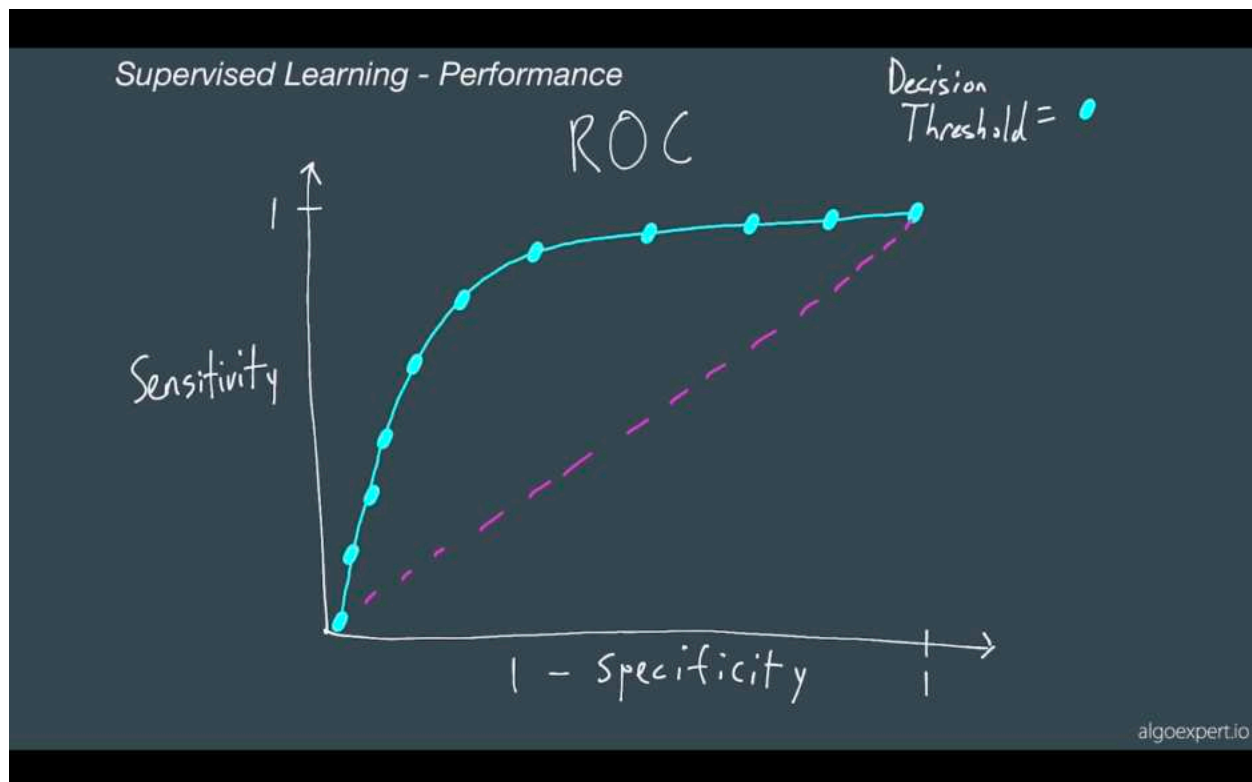 Supervised Learning - Performance
Decision
Threshold =
ROC
1
Sensitivity
1 - Specificity
1
algoexpert.io